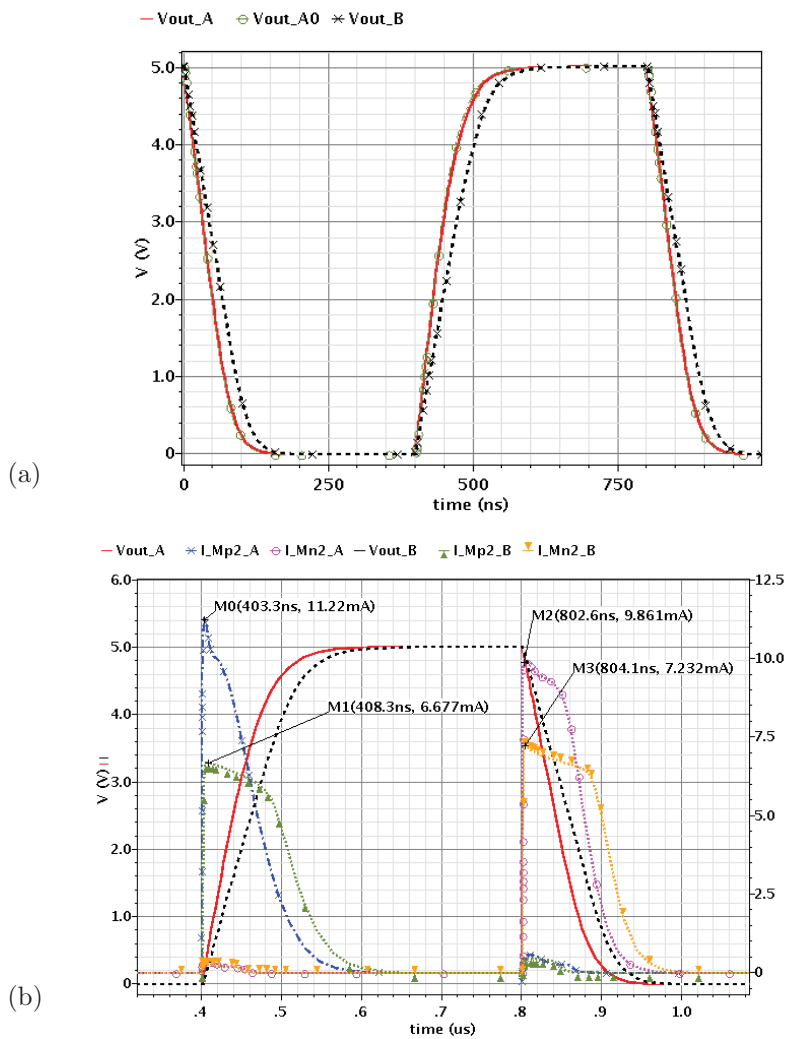 Vout_A Vout_A0 Vout_B
5.0
3.0
1.0
0
V (V)
0 250 500 750
time (ns)
(a)
Vout_A I_Mp2_A I_Mn2_A Vout_B I_Mp2_B I_Mn2_B
6.0 12.5
M0(403.3ns, 11.22mA)
M2(802.6ns, 9.861mA)
5.0 10.0
M3(804.1ns, 7.232mA)
M1(408.3ns, 6.677mA)
4.0
7.5
3.0
5.0
2.0
2.5
1.0
0
0
V (V)
.4 .5 .6 .7 .8 .9 1.0
time (us)
(b)